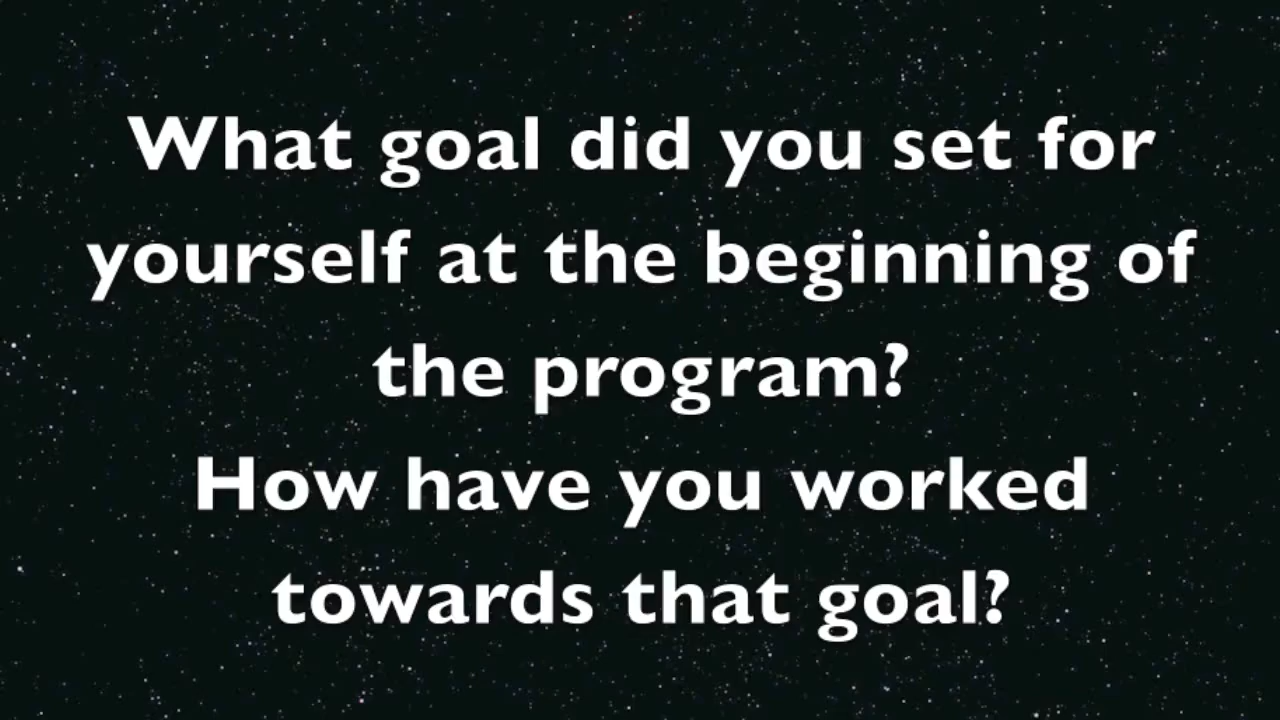 What goal did you set for
yourself at the beginning of
the program?
How have you worked
towards that goal?